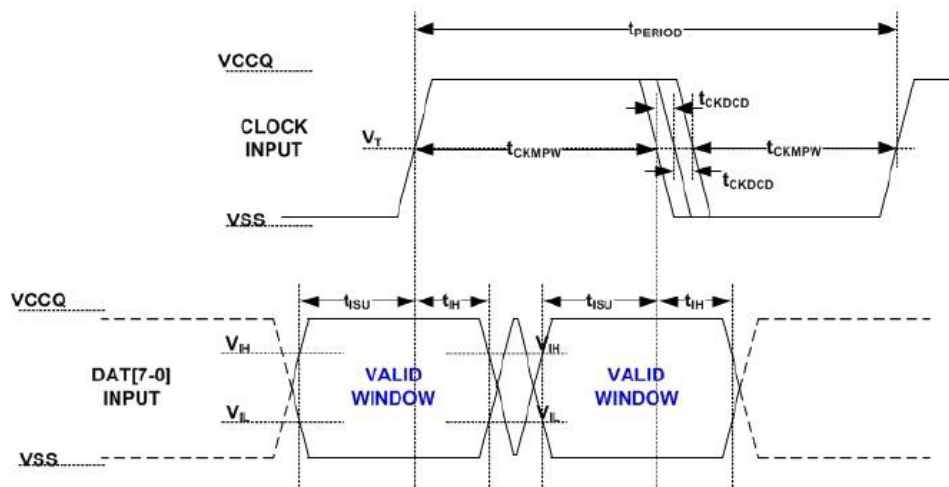 tPERIOD
VCCQ
tCKDCD
CLOCK
INPUT
VT
tCKMPW
tCKMPW
tCKDCD
VSS
VCCQ
tISU
tIH
tISU
tIH
VIH
VIH
DAT[7-0]
INPUT
VALID
WINDOW
VALID
WINDOW
VIL
VIL
VSS